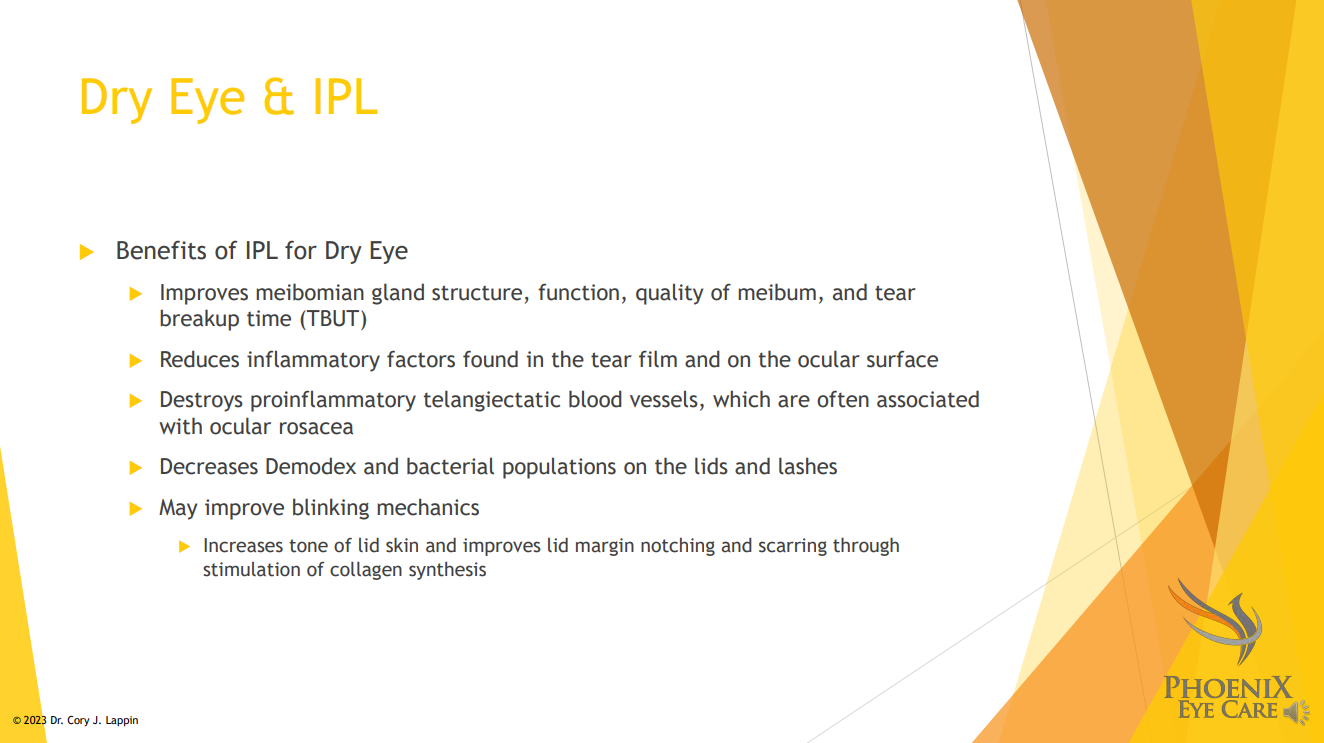 Dry Eye & IPL
Benefits of IPL for Dry Eye
Improves meibomian gland structure, function, quality of meibum, and tear
breakup time (TBUT)
Reduces inflammatory factors found in the tear film and on the ocular surface
Destroys proinflammatory telangiectatic blood vessels, which are often associated
with ocular rosacea
Decreases Demodex and bacterial populations on the lids and lashes
May improve blinking mechanics
Increases tone of lid skin and improves lid margin notching and scarring through
stimulation of collagen synthesis
PHOENIX
EYE CARE
© 2023 Dr. Cory J. Lappin